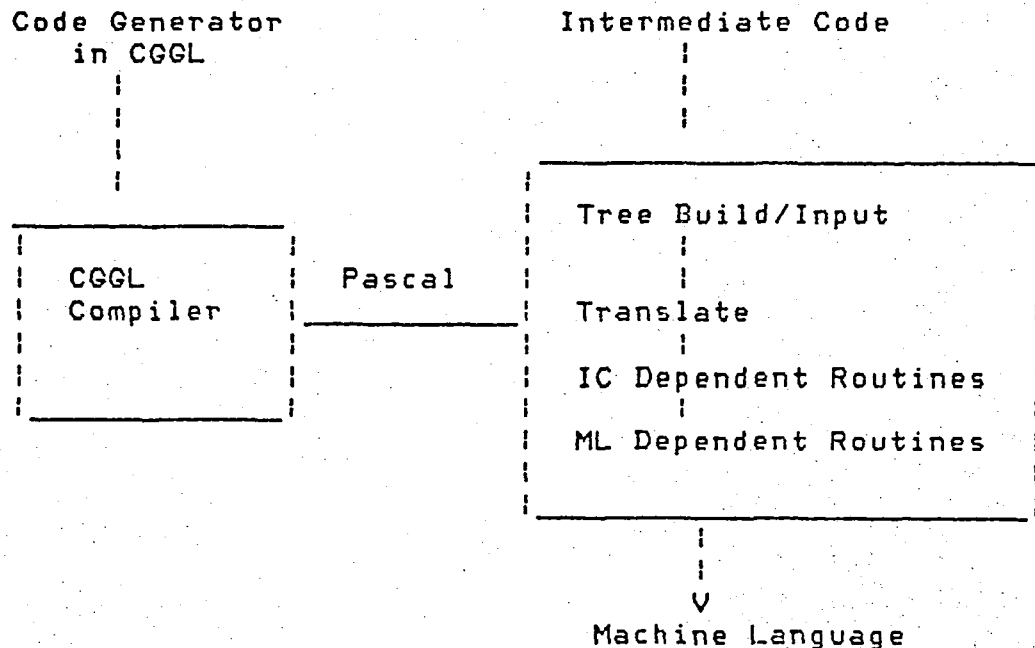 Code Generator
in CGGL
Intermediate Code
CGGL
Compiler
Pascal
Tree Build/Input
Translate
IC Dependent Routines
ML Dependent Routines
V
Machine Language